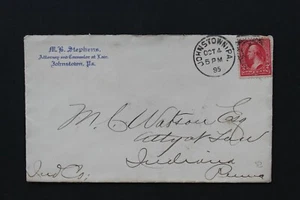 M. B. Stephens,
Attorney and Counselor at Law,
Johnstown, Pa.
JOHNSTOWN, PA.
OCT 4
5 PM
95
M. C. Watson Esq
Atty at Law
Indiana
Penna
Ind Co;